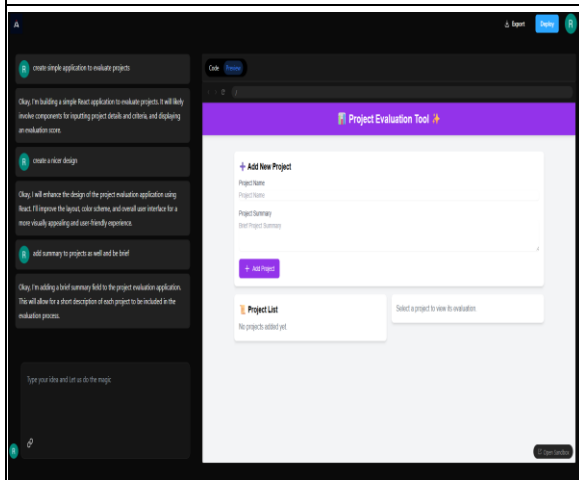 Export
Deploy
R
R create simple application to evaluate projects
Okay, I'm building a simple React application to evaluate projects. It will likely
involve components for inputting project details and criteria, and displaying
an evaluation score.
R create a nicer design
Okay, I will enhance the design of the project evaluation application using
React. I'll improve the layout, color scheme, and overall user interface for a
more visually appealing and user-friendly experience.
R add summary to projects as well and be brief
Okay, I'm adding a brief summary field to the project evaluation application.
This will allow for a short description of each project to be included in the
evaluation process.
Type your idea and Let us do the magic
R
Code Preview
/
Project Evaluation Tool
Add New Project
Project Name
Project Name
Project Summary
Brief Project Summary
+ Add Project
Project List
No projects added yet
Select a project to view its evaluation.
Open Sandbox